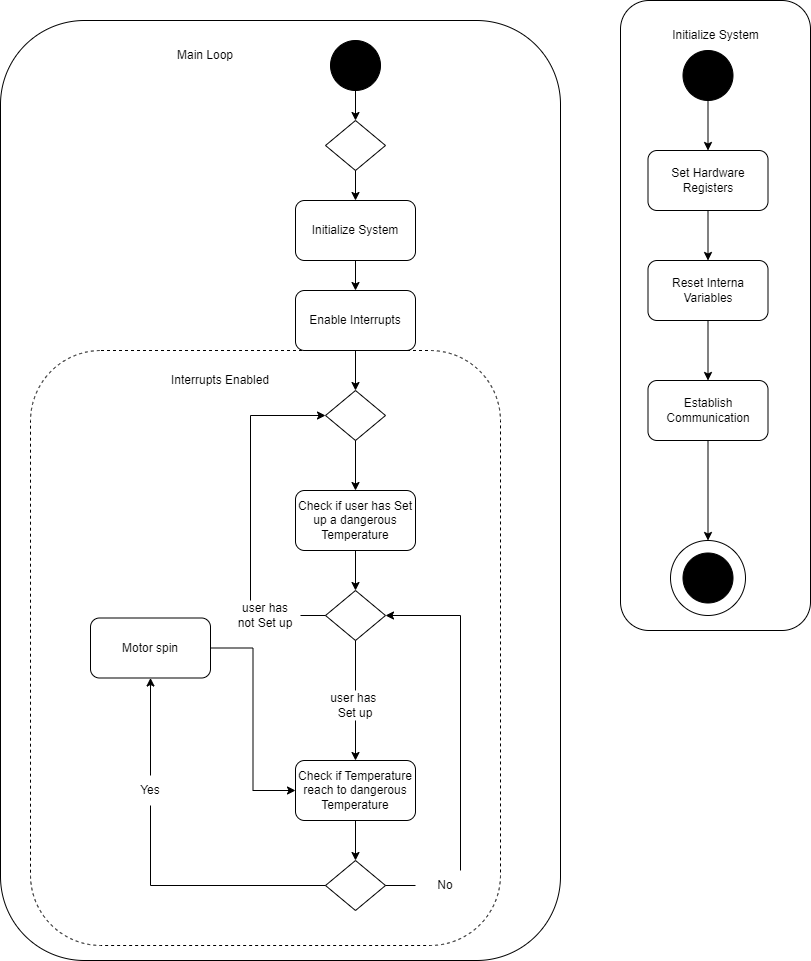 Main Loop
Initialize System
Enable Interrupts
Interrupts Enabled
Check if user has Set
up a dangerous
Temperature
user has
not Set up
Motor spin
user has
Set up
Check if Temperature
reach to dangerous
Temperature
Yes
No
Initialize System
Set Hardware
Registers
Reset Interna
Variables
Establish
Communication